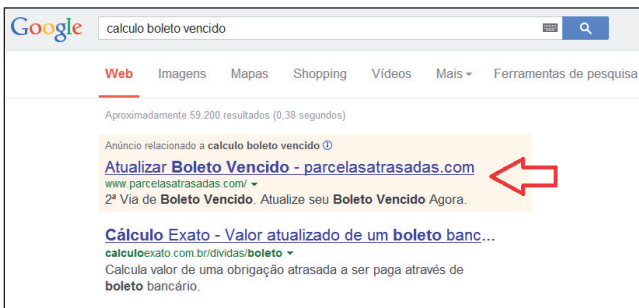 Google calculo boleto vencido
Web Imagens Mapas Shopping Vídeos Mais Ferramentas de pesquisa
Aproximadamente 59.200 resultados (0,38 segundos)
Anúncio relacionado a calculo boleto vencido
Atualizar Boleto Vencido - parcelasatrasadas.com
www.parcelasatrasadas.com/
2ª Via de Boleto Vencido. Atualize seu Boleto Vencido Agora.
Cálculo Exato - Valor atualizado de um boleto banc...
calculoexato.com.br/dividas/boleto
Calcula valor de uma obrigação atrasada a ser paga através de
boleto bancário.